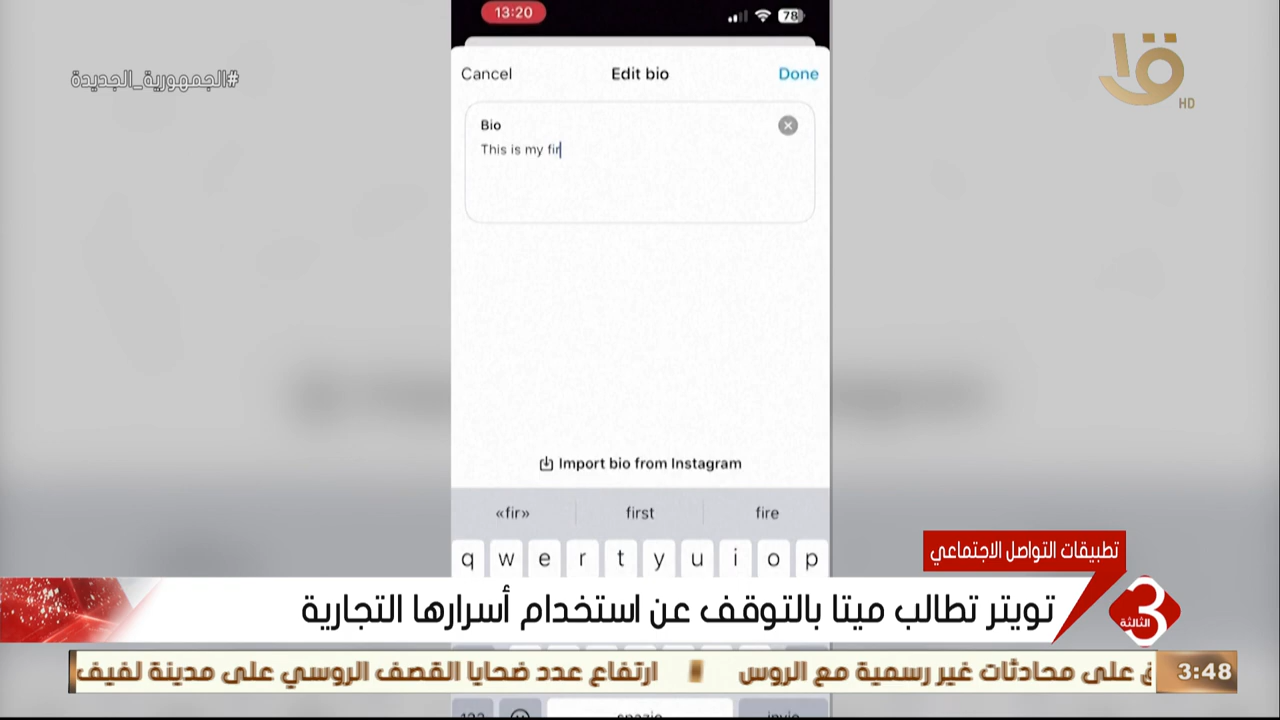 13:20
78
#الجمهورية_الجديدة
HD
Cancel
Edit bio
Done
Bio
This is my fir
Import bio from Instagram
«fir»
first
fire
q w e r t y u i o p
تطبيقات التواصل الاجتماعي
تويتر تطالب ميتا بالتوقف عن استخدام أسرارها التجارية
3
الثالثة
على محادثات غير رسمية مع الروس
ارتفاع عدد ضحايا القصف الروسي على مدينة لفيف
3:48